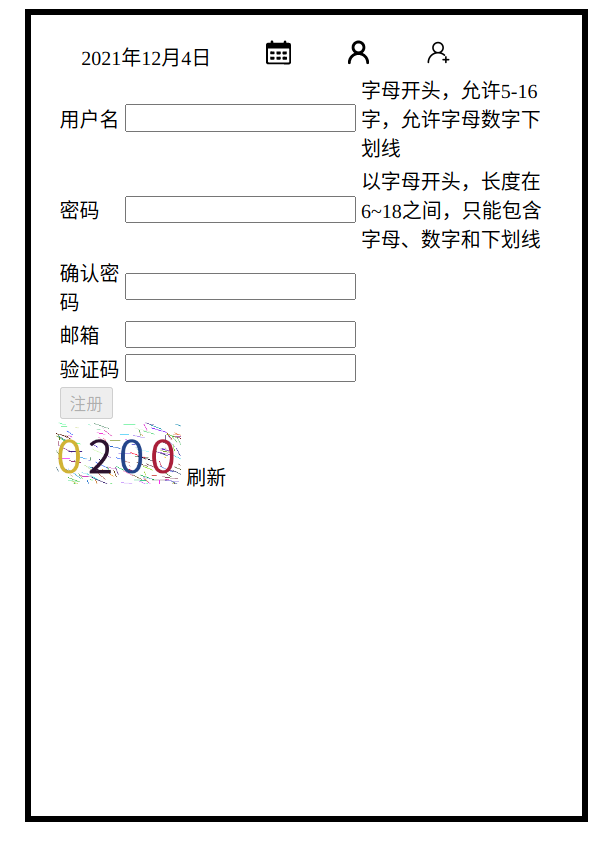 2021年12月4日
字母开头，允许5-16
用户名
字，允许字母数字下
划线
以字母开头，长度在
密码
6~18之间，只能包含
字母、数字和下划线
确认密
码
邮箱
验证码
注册
0200
刷新